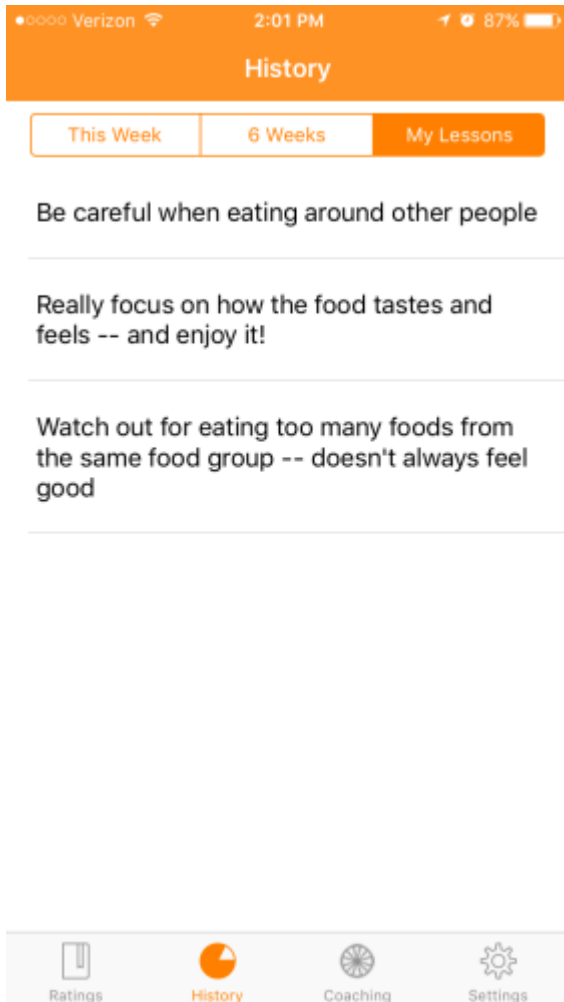 Verizon 2:01 PM 87%
History
This Week 6 Weeks My Lessons
Be careful when eating around other people
Really focus on how the food tastes and
feels -- and enjoy it!
Watch out for eating too many foods from
the same food group -- doesn't always feel
good
Ratings History Coaching Settings